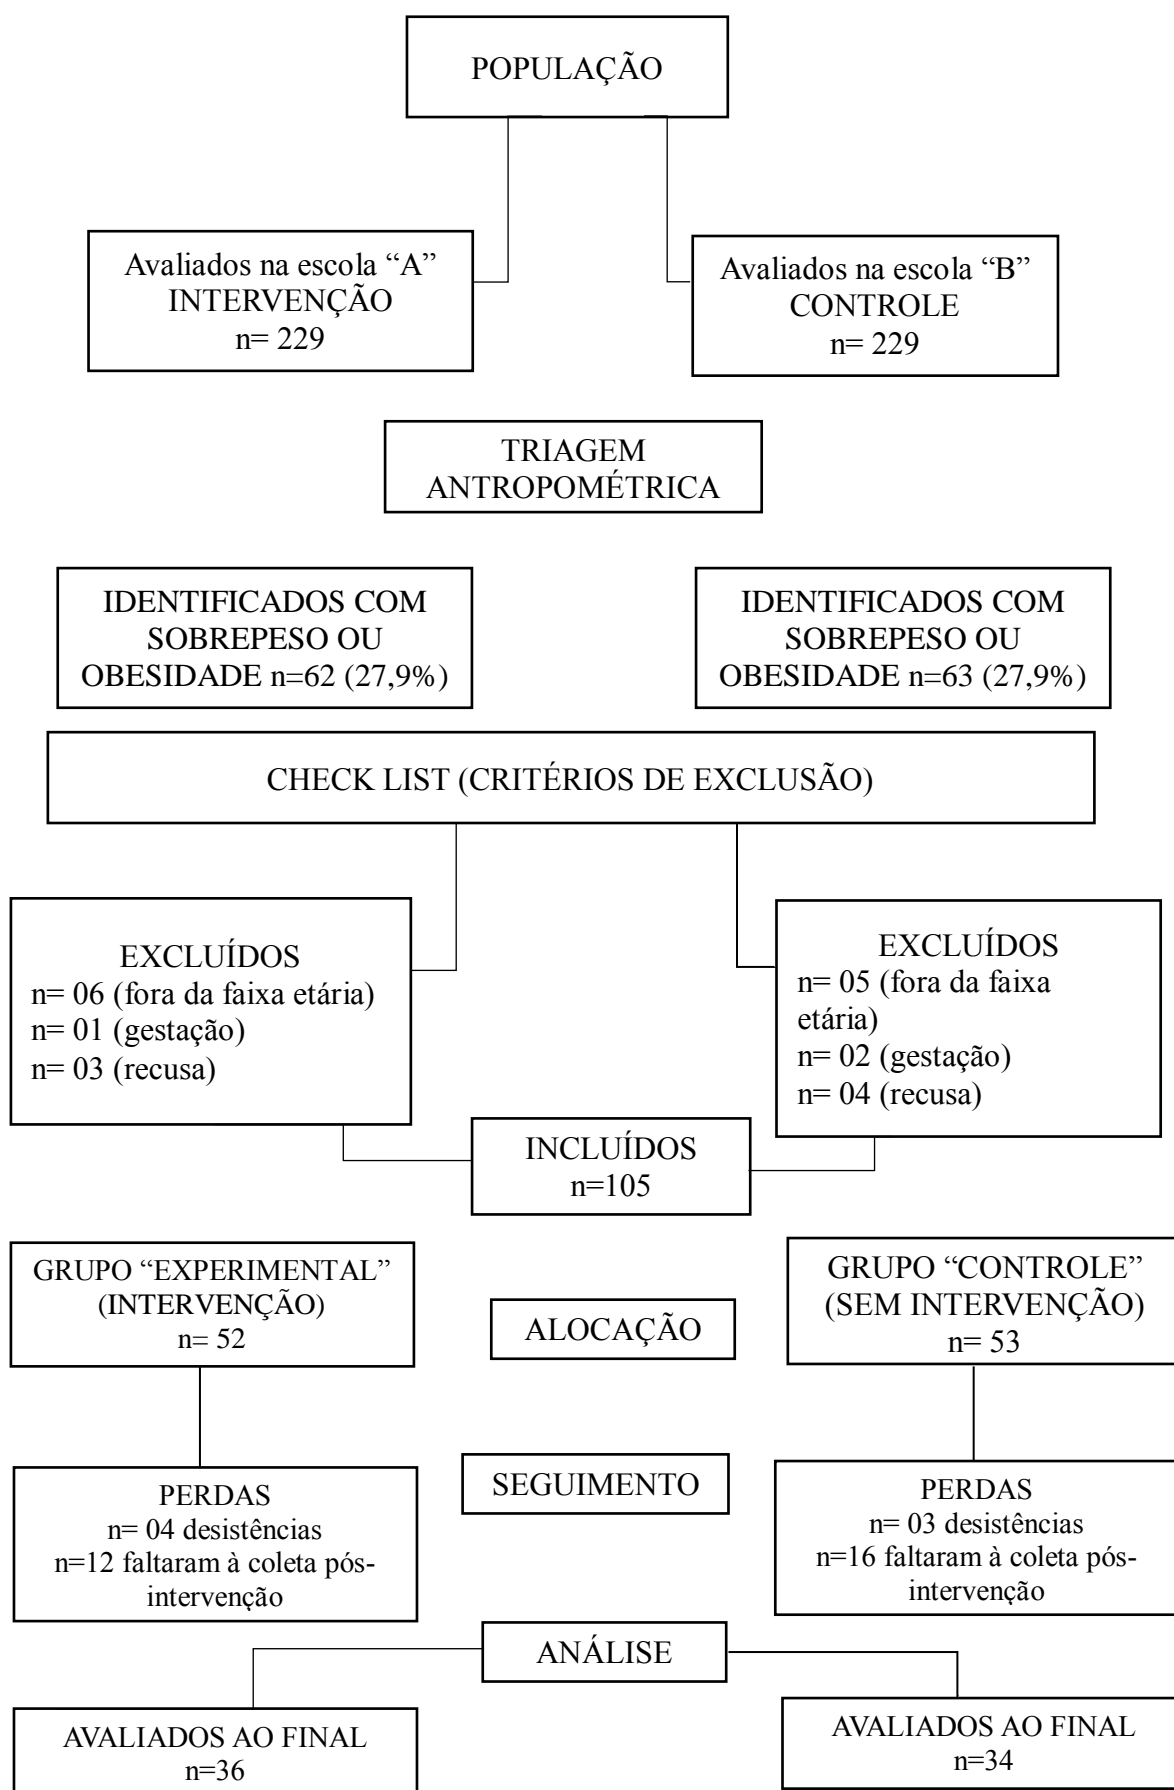 POPULAÇÃO
Avaliados na escola “A”
INTERVENÇÃO
n= 229
Avaliados na escola “B”
CONTROLE
n= 229
TRIAGEM
ANTROPOMÉTRICA
IDENTIFICADOS COM
SOBREPESO OU
OBESIDADE n=62 (27,9%)
IDENTIFICADOS COM
SOBREPESO OU
OBESIDADE n=63 (27,9%)
CHECK LIST (CRITÉRIOS DE EXCLUSÃO)
EXCLUÍDOS
n= 06 (fora da faixa etária)
n= 01 (gestação)
n= 03 (recusa)
EXCLUÍDOS
n= 05 (fora da faixa
etária)
n= 02 (gestação)
n= 04 (recusa)
INCLUÍDOS
n=105
GRUPO “EXPERIMENTAL”
(INTERVENÇÃO)
n= 52
ALOCAÇÃO
GRUPO “CONTROLE”
(SEM INTERVENÇÃO)
n= 53
PERDAS
n= 04 desistências
n=12 faltaram à coleta pós-
intervenção
SEGUIMENTO
PERDAS
n= 03 desistências
n=16 faltaram à coleta pós-
intervenção
ANÁLISE
AVALIADOS AO FINAL
n=36
AVALIADOS AO FINAL
n=34